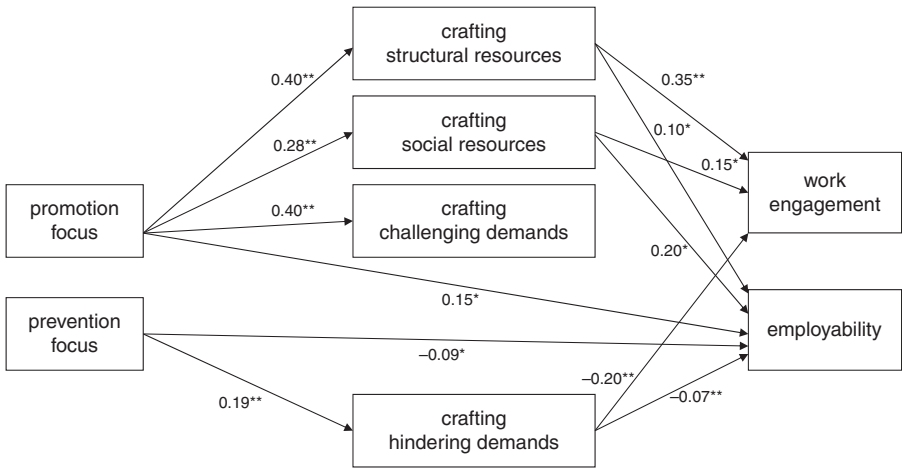 crafting
structural resources
0.40**
0.35**
crafting
social resources
0.10*
0.28**
0.15*
work
engagement
promotion
focus
0.40**
crafting
challenging demands
0.20*
0.15*
prevention
focus
employability
–0.09*
–0.20**
–0.07**
0.19**
crafting
hindering demands